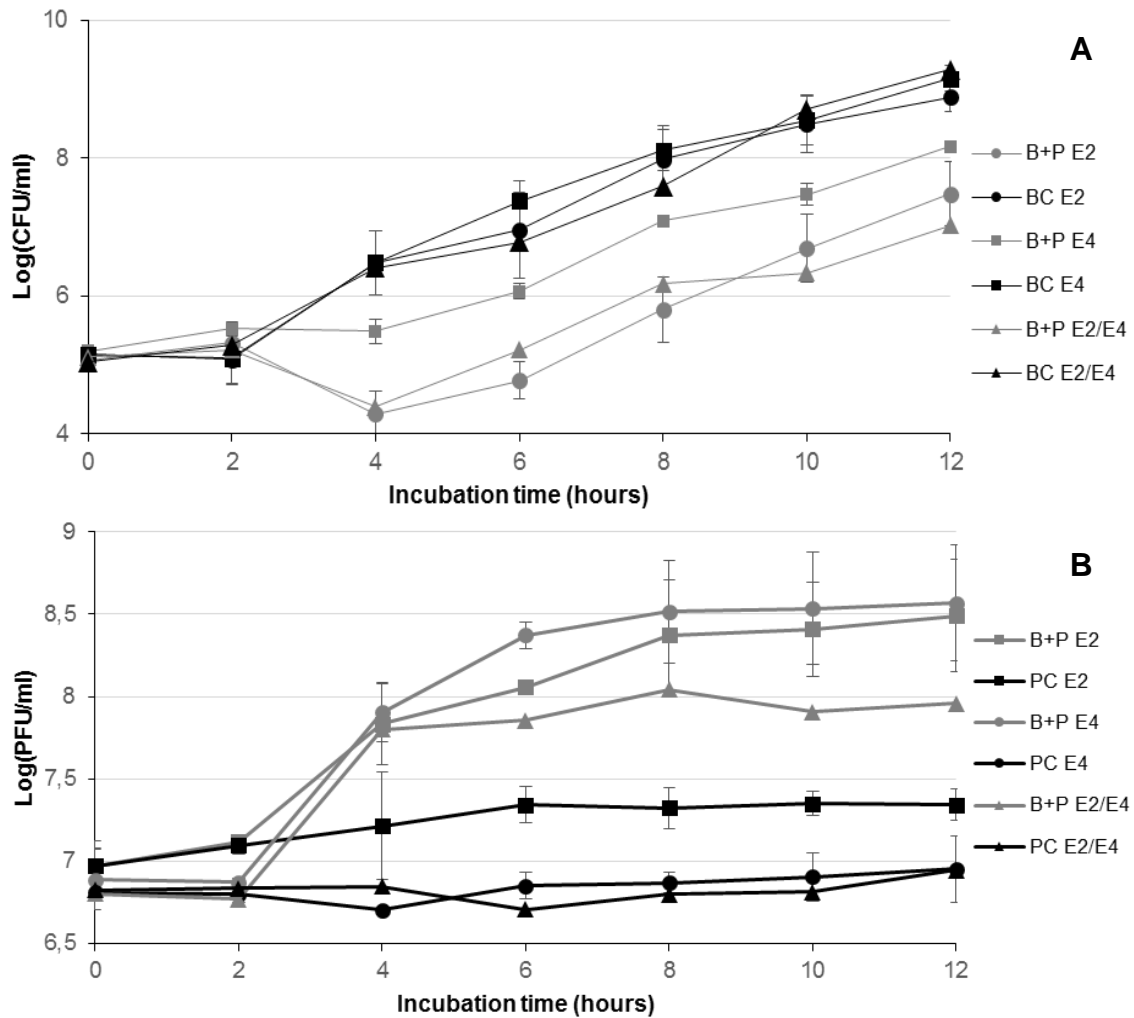 A
Log(CFU/ml)
10
8
6
4
0 2 4 6 8 10 12
Incubation time (hours)
B+P E2
BC E2
B+P E4
BC E4
B+P E2/E4
BC E2/E4
B
Log(PFU/ml)
9
8,5
8
7,5
7
6,5
0 2 4 6 8 10 12
Incubation time (hours)
B+P E2
PC E2
B+P E4
PC E4
B+P E2/E4
PC E2/E4